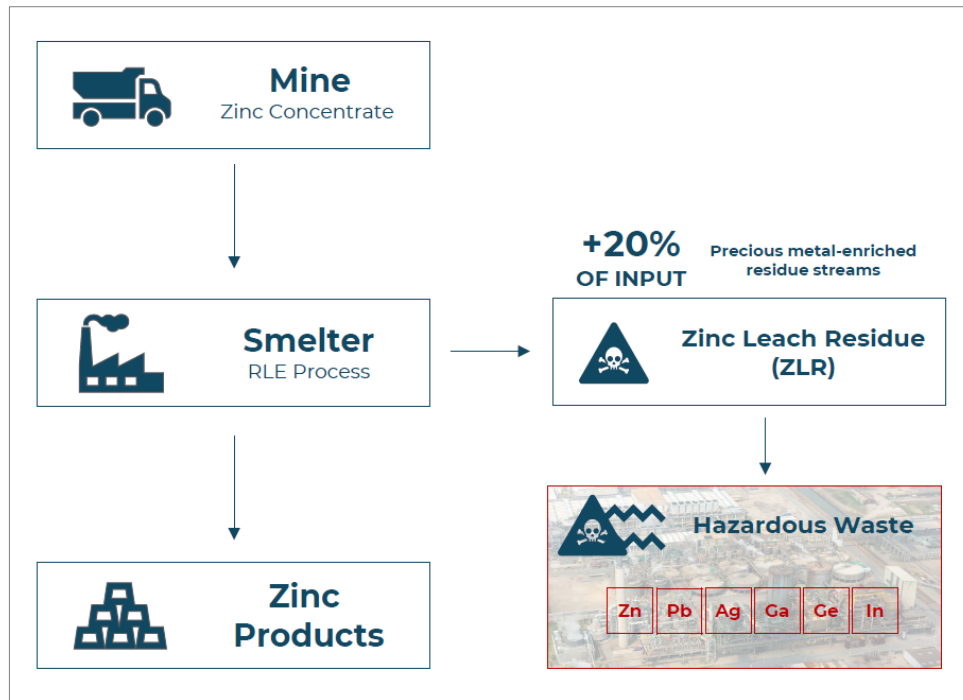 Mine
Zinc Concentrate
+20%
OF INPUT
Precious metal-enriched
residue streams
Smelter
RLE Process
Zinc Leach Residue
(ZLR)
Hazardous Waste
Zn Pb Ag Ga Ge In
Zinc
Products